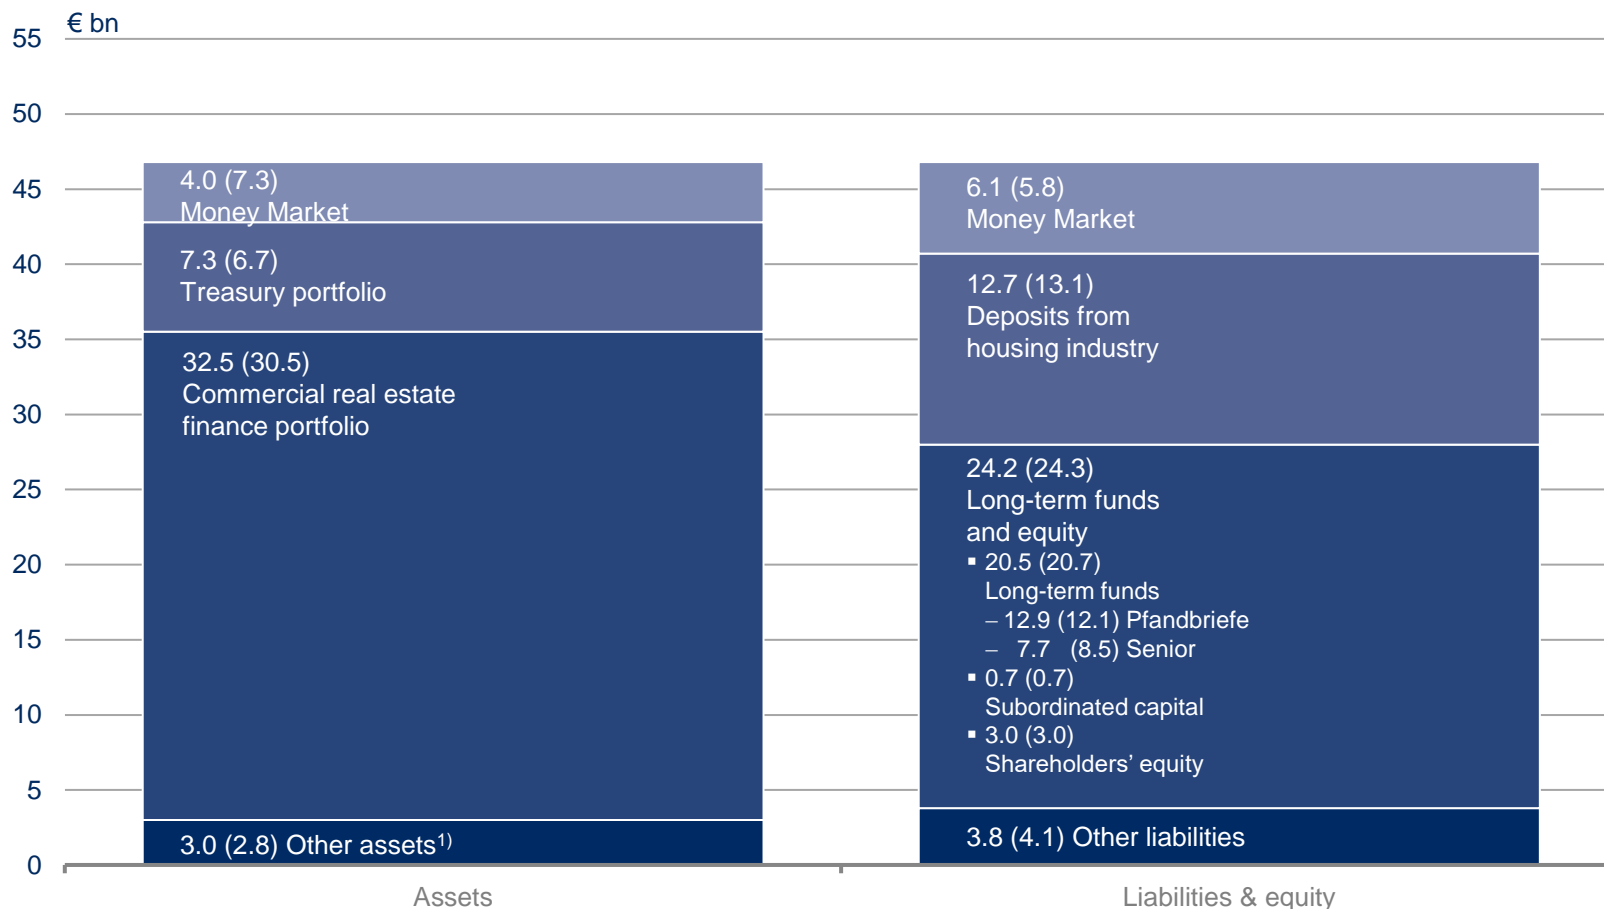 € bn
55
50
45
40
35
30
25
20
15
10
5
0
4.0 (7.3)
Money Market
7.3 (6.7)
Treasury portfolio
32.5 (30.5)
Commercial real estate
finance portfolio
3.0 (2.8) Other assets1)
6.1 (5.8)
Money Market
12.7 (13.1)
Deposits from
housing industry
24.2 (24.3)
Long-term funds
and equity
▪ 20.5 (20.7)
Long-term funds
– 12.9 (12.1) Pfandbriefe
– 7.7 (8.5) Senior
▪ 0.7 (0.7)
Subordinated capital
▪ 3.0 (3.0)
Shareholders’ equity
3.8 (4.1) Other liabilities
Assets
Liabilities & equity